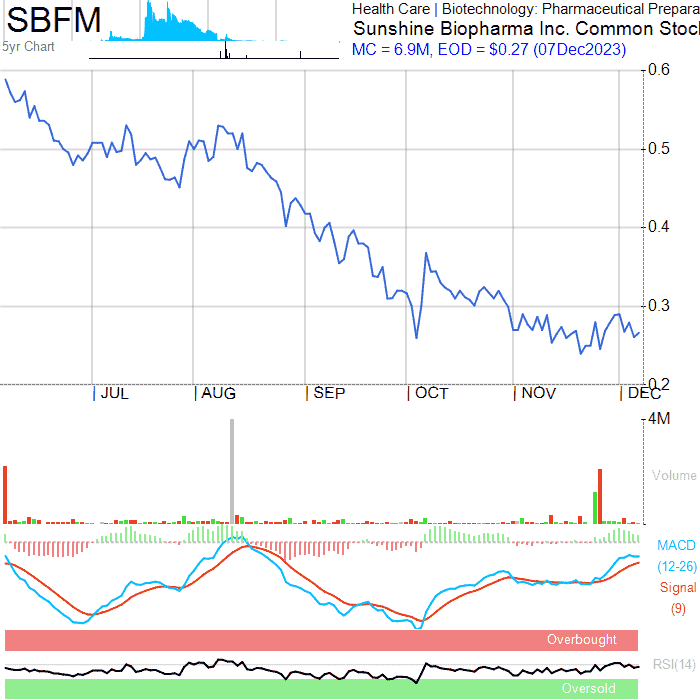 SBFM
Health Care | Biotechnology: Pharmaceutical Prepara
Sunshine Biopharma Inc. Common Stoc
5yr Chart
MC = 6.9M, EOD = $0.27 (07Dec2023)
0.6
0.5
0.4
0.3
0.2
JUL AUG SEP OCT NOV DEC
4M
Volume
MACD
(12-26)
Signal
(9)
Overbought
RSI(14)
Oversold